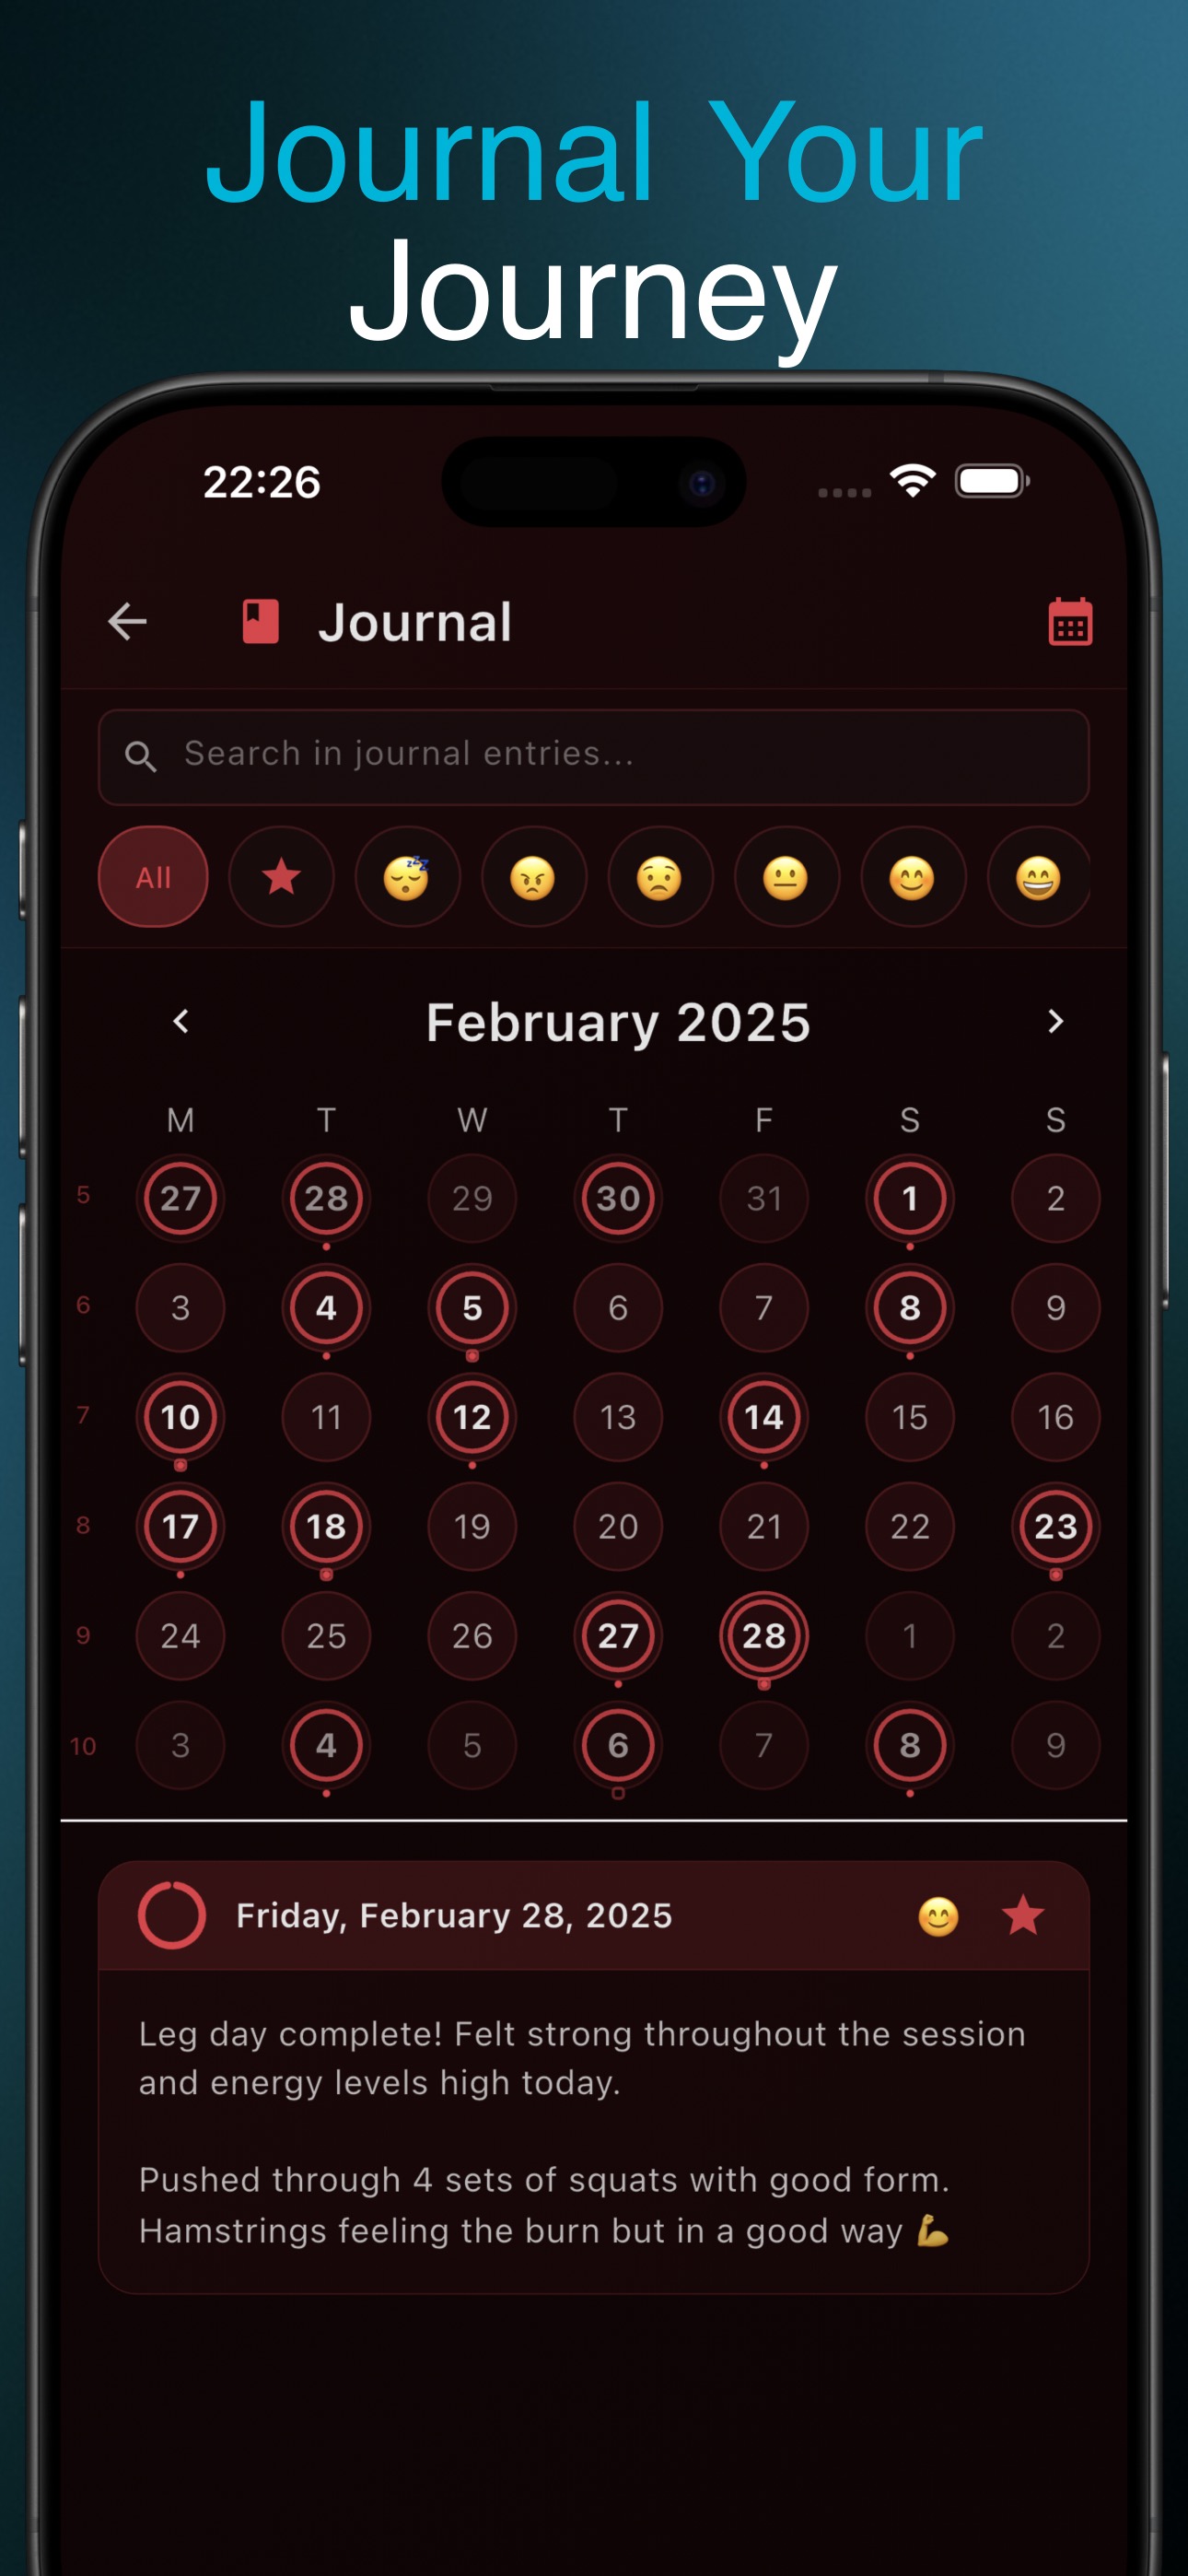 Journal Your
Journey
22:26
Journal
Search in journal entries...
All
February 2025
M T W T F S S
5 27 28 29 30 31 1 2
6 3 4 5 6 7 8 9
7 10 11 12 13 14 15 16
8 17 18 19 20 21 22 23
9 24 25 26 27 28 1 2
10 3 4 5 6 7 8 9
Friday, February 28, 2025
Leg day complete! Felt strong throughout the session
and energy levels high today.
Pushed through 4 sets of squats with good form.
Hamstrings feeling the burn but in a good way 💪